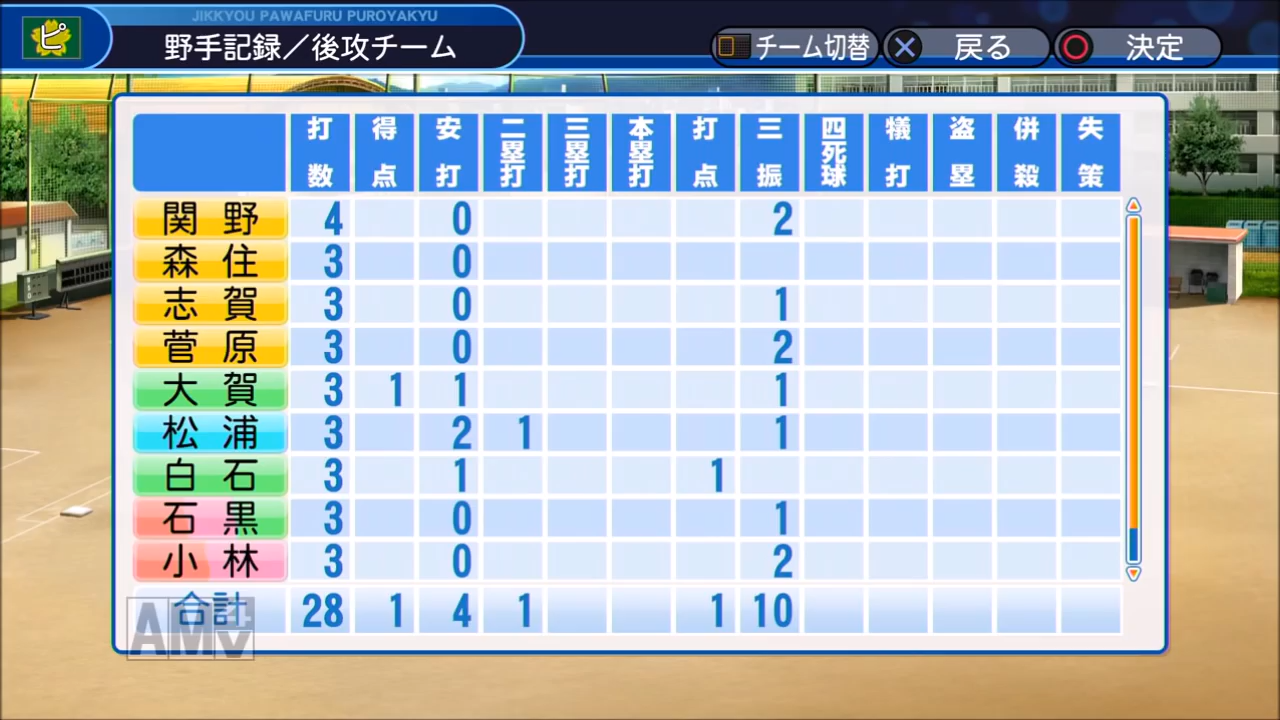 ピ
JIKKYOU PAWAFURU PUROYAKYU
野手記録／後攻チーム
チーム切替 戻る 決定
打数 得点 安打 二塁打 三塁打 本塁打 打点 三振 四死球 犠打 盗塁 併殺 失策
関野 4 0 2
森住 3 0
志賀 3 0 1
菅原 3 0 2
大賀 3 1 1 1
松浦 3 2 1 1
白石 3 1 1
石黒 3 0 1
小林 3 0 2
合計 28 1 4 1 1 10
AMv4